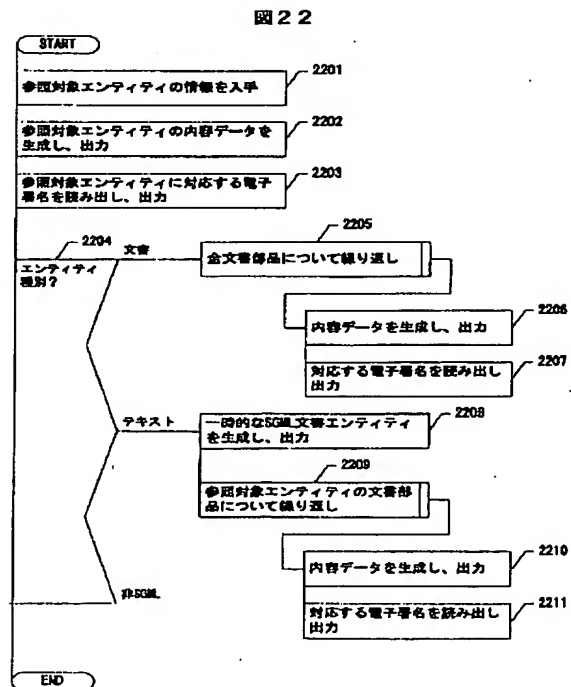 図22
START
2201
参照対象エンティティの情報を入手
2202
参照対象エンティティの内容データを
生成し、出力
2203
参照対象エンティティに対応する電子
署名を読み出し、出力
2204
エンティティ
種別?
文書
2205
全文書部品について繰り返し
2206
内容データを生成し、出力
2207
対応する電子署名を読み出し
出力
テキスト
2208
一時的なSGML文書エンティティ
を生成し、出力
2209
参照対象エンティティの文書部
品について繰り返し
2210
内容データを生成し、出力
2211
対応する電子署名を読み出し
出力
非SGML
END